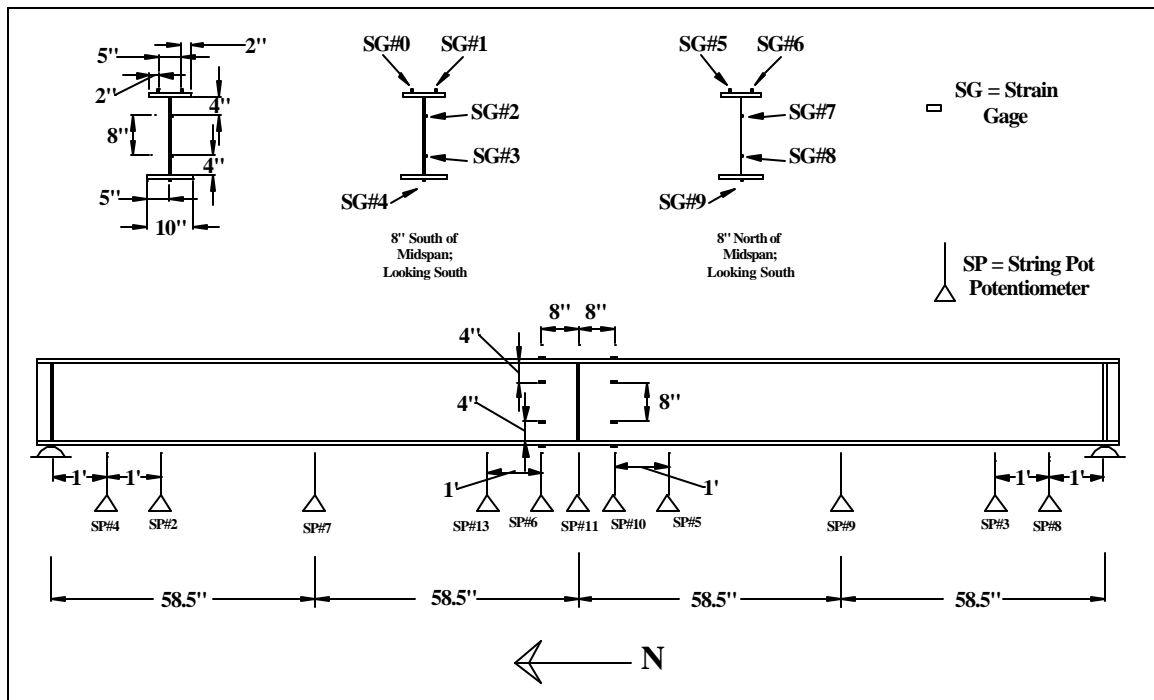 2"
5"
2"
4"
8"
4"
5"
10"
SG#0 SG#1
SG#2
SG#3
SG#4
8" South of
Midspan;
Looking South
SG#5 SG#6
SG#7
SG#8
SG#9
8" North of
Midspan;
Looking South
SG = Strain
Gage
SP = String Pot
Potentiometer
8" 8"
4"
4"
8"
1' 1' 1' 1' 1' 1'
SP#4 SP#2 SP#7 SP#13 SP#6 SP#11 SP#10 SP#5 SP#9 SP#3 SP#8
58.5" 58.5" 58.5" 58.5"
N